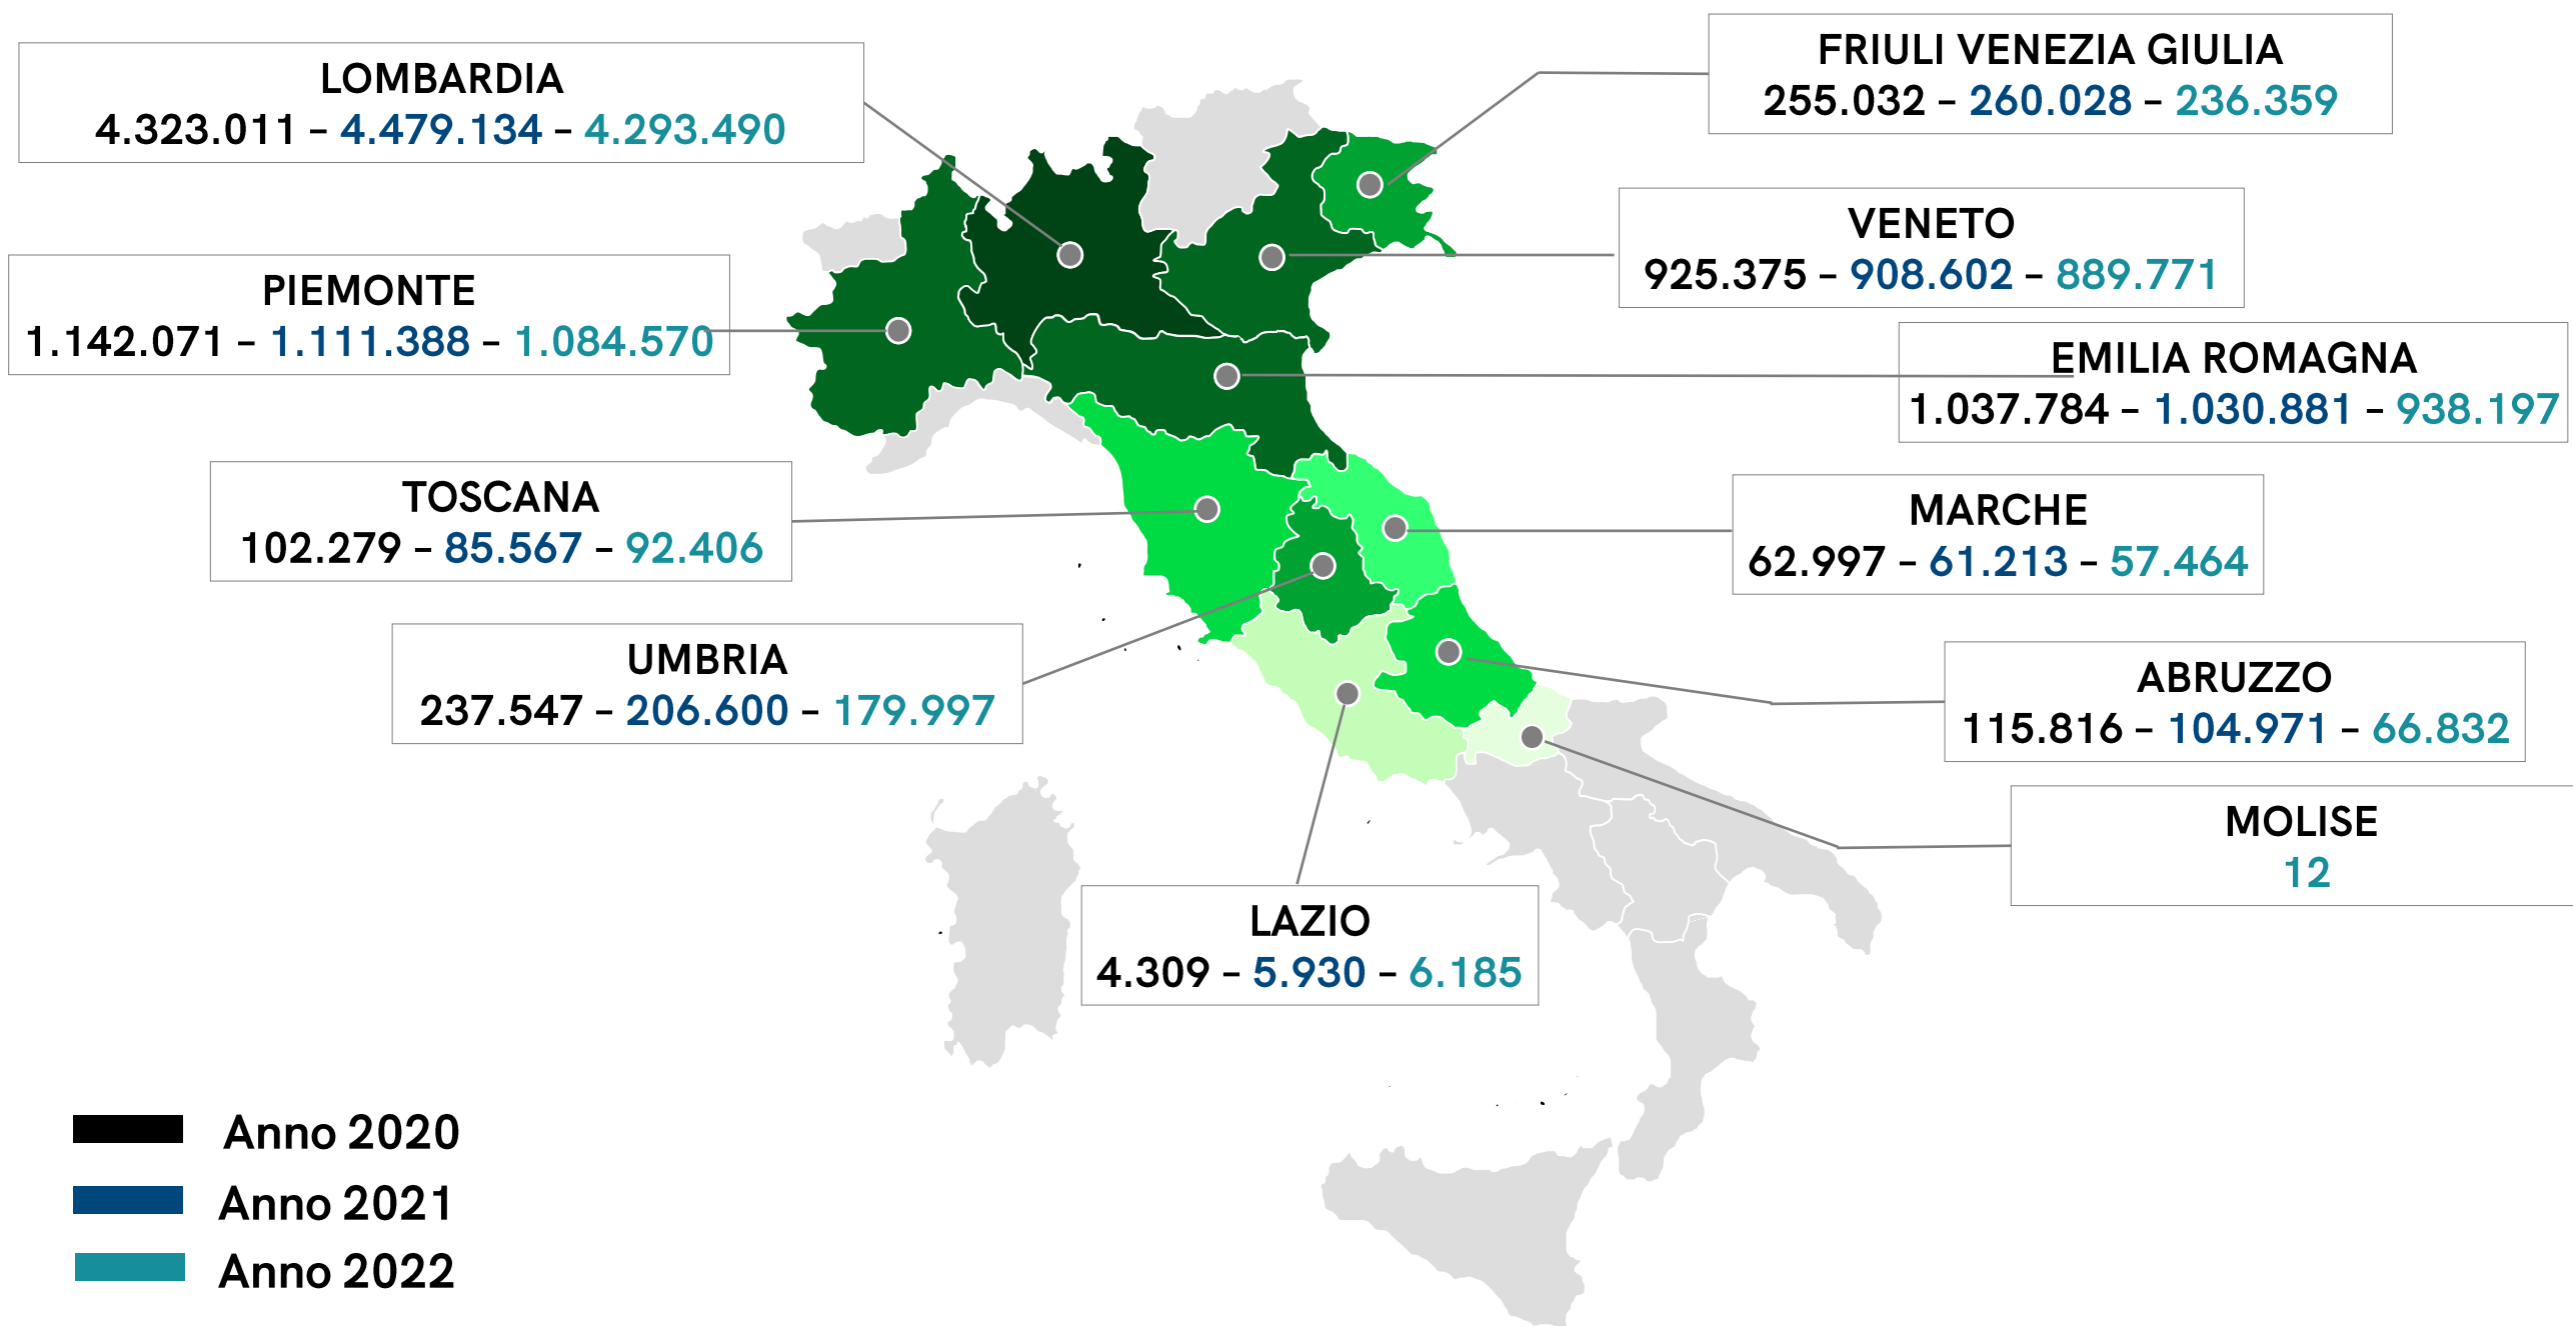 LOMBARDIA
4.323.011 – 4.479.134 – 4.293.490
FRIULI VENEZIA GIULIA
255.032 – 260.028 – 236.359
VENETO
925.375 – 908.602 – 889.771
PIEMONTE
1.142.071 – 1.111.388 – 1.084.570
EMILIA ROMAGNA
1.037.784 – 1.030.881 – 938.197
TOSCANA
102.279 – 85.567 – 92.406
MARCHE
62.997 – 61.213 – 57.464
UMBRIA
237.547 – 206.600 – 179.997
ABRUZZO
115.816 – 104.971 – 66.832
MOLISE
12
LAZIO
4.309 – 5.930 – 6.185
Anno 2020
Anno 2021
Anno 2022